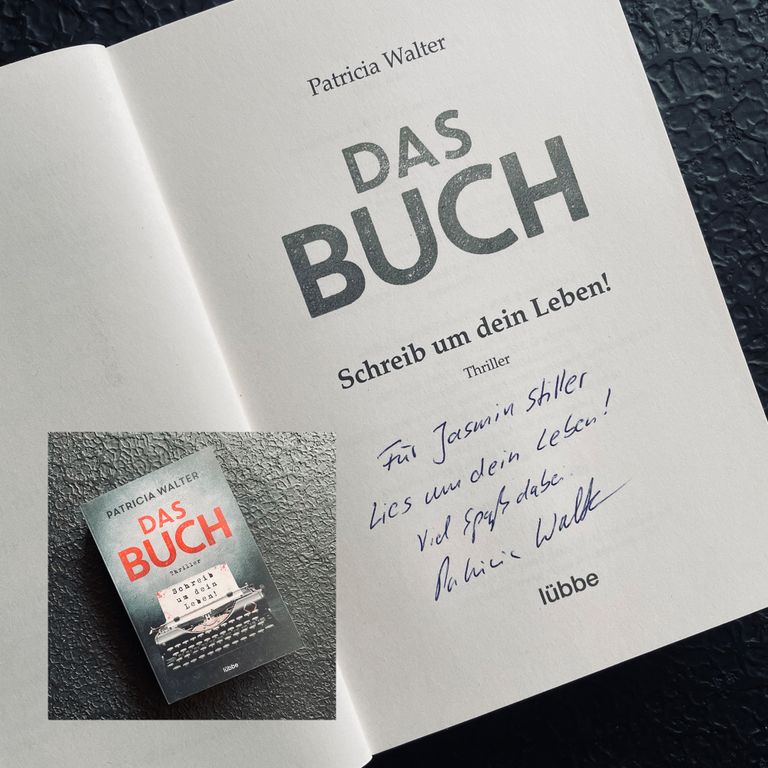 Patricia Walter
DAS
BUCH
Schreib um dein Leben!
Thriller
Für Jasmin Stiller
Lies um dein Leben!
Viel Spaß dabei
Patricia Walter
lübbe
PATRICIA WALTER
DAS
BUCH
Thriller
Schreib
um dein
Leben!
lübbe